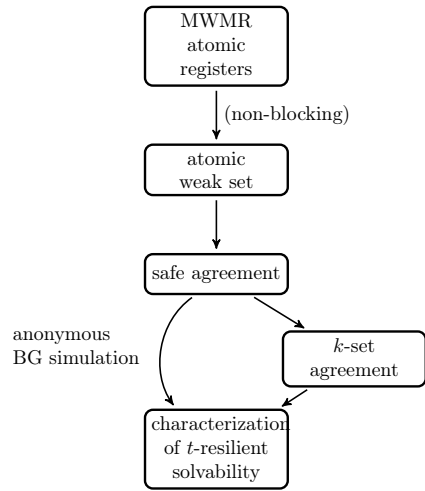 MWMR
atomic
registers
(non-blocking)
atomic
weak set
safe agreement
anonymous
BG simulation
k-set
agreement
characterization
of t-resilient
solvability